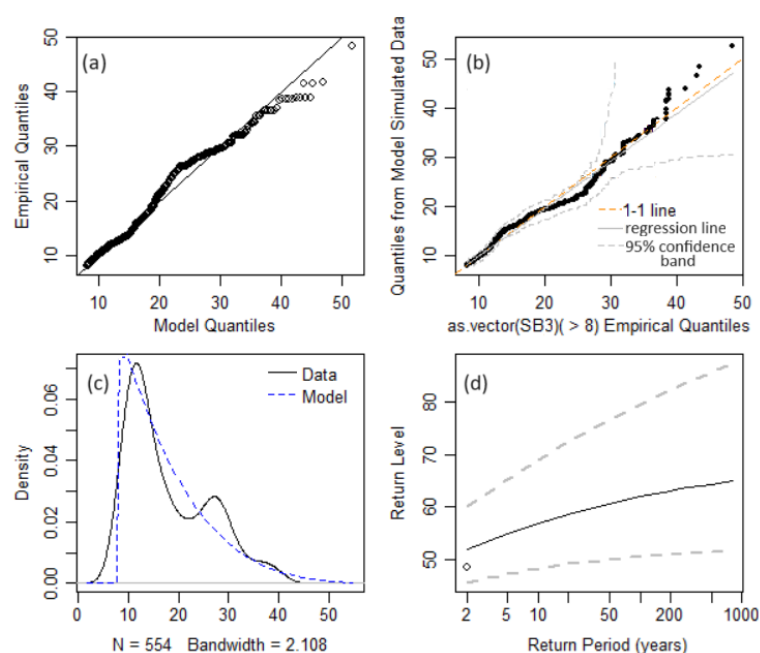 (a)
Empirical Quantiles
50
40
30
20
10
10 20 30 40 50
Model Quantiles
(b)
Quantiles from Model Simulated Data
50
40
30
20
10
1-1 line
regression line
95% confidence
band
10 20 30 40 50
as.vector(SB3)( > 8) Empirical Quantiles
(c)
Density
0.06
0.04
0.02
0.00
Data
Model
0 10 20 30 40 50
N = 554 Bandwidth = 2.108
(d)
Return Level
80
70
60
50
2 5 10 50 200 1000
Return Period (years)